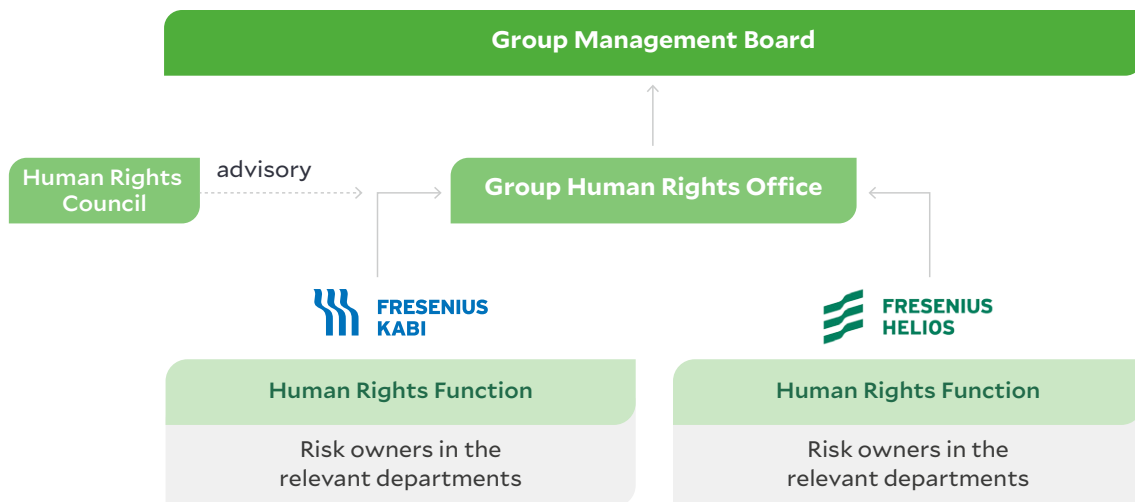 Group Management Board
advisory
Human Rights
Council
Group Human Rights Office
FRESENIUS
KABI
FRESENIUS
HELIOS
Human Rights Function
Human Rights Function
Risk owners in the
relevant departments
Risk owners in the
relevant departments